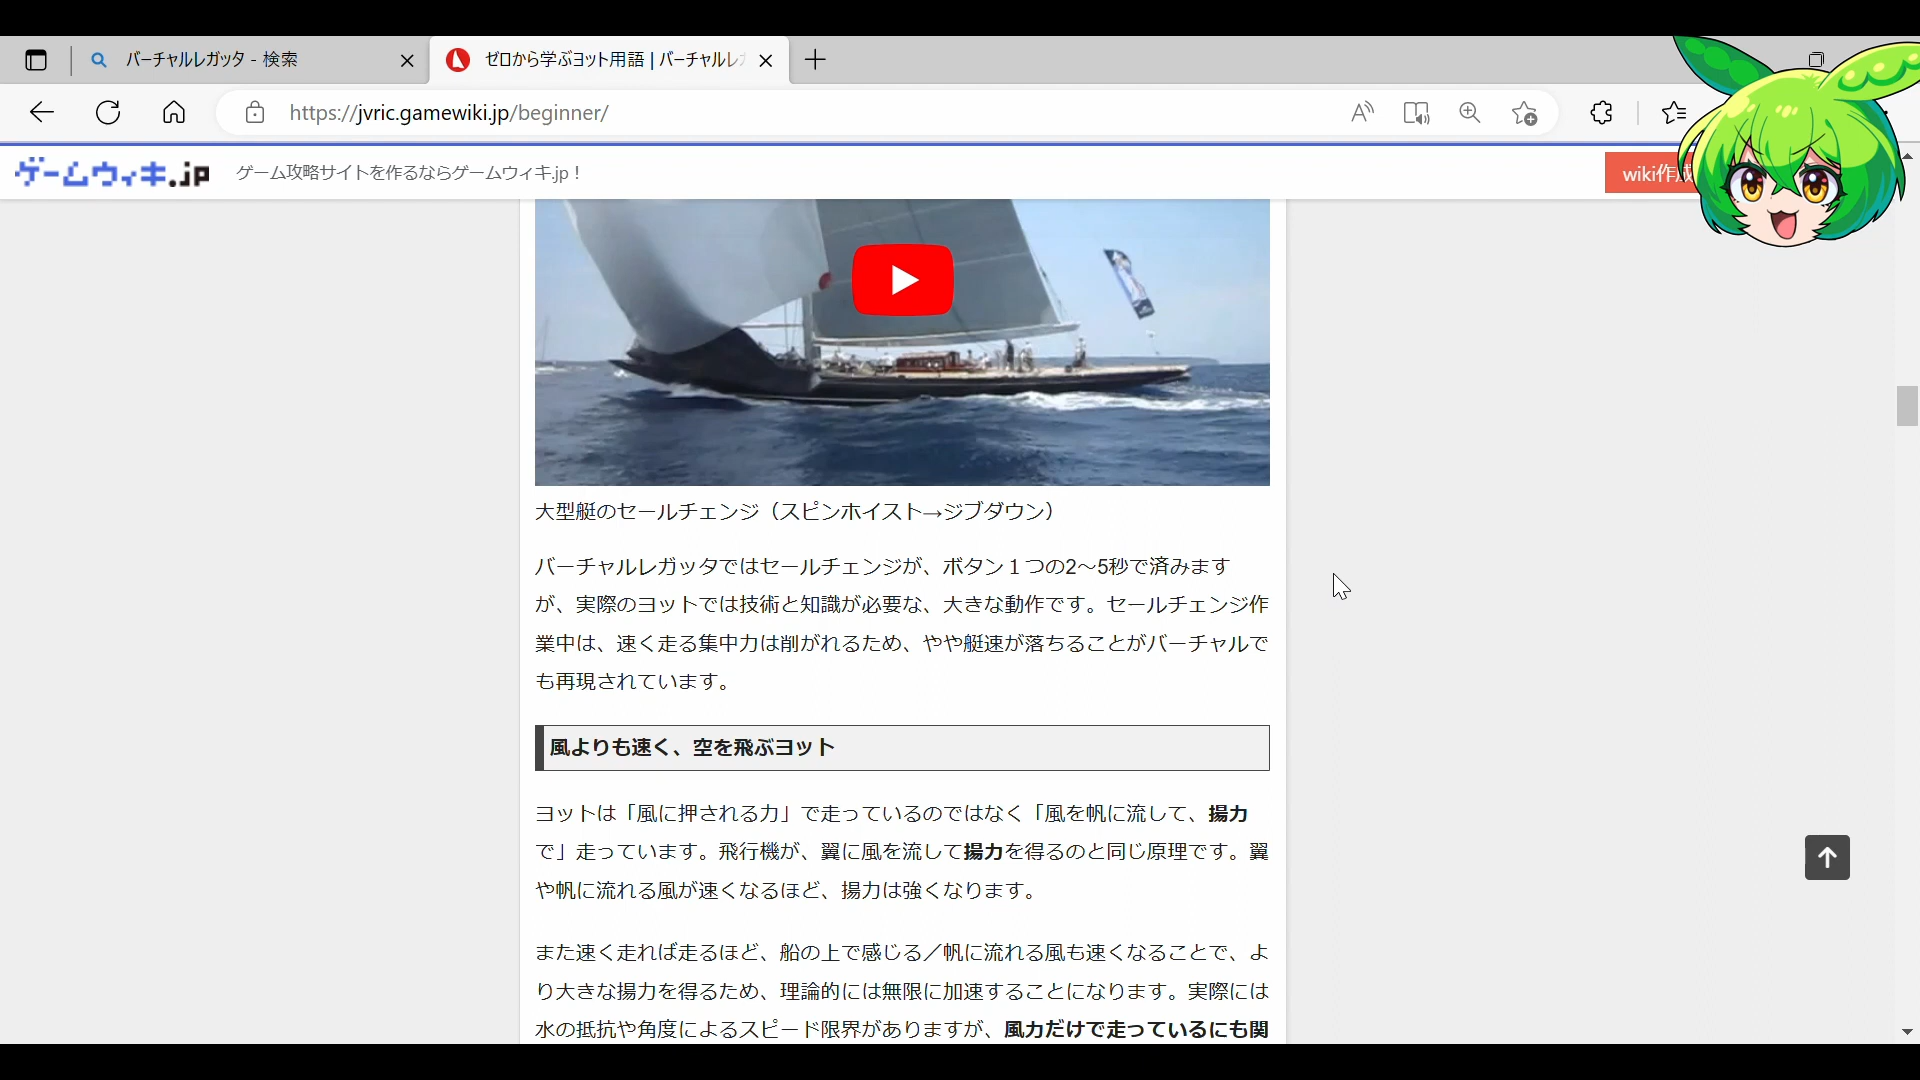 バーチャルレガッタ - 検索
ゼロから学ぶヨット用語 | バーチャルレ
https://jvric.gamewiki.jp/beginner/
ゲームウィキ.jp
ゲーム攻略サイトを作るならゲームウィキ.jp！
wiki作成
大型艇のセールチェンジ（スピンホイスト→ジブダウン）
バーチャルレガッタではセールチェンジが、ボタン１つの2〜5秒で済みます
が、実際のヨットでは技術と知識が必要な、大きな動作です。セールチェンジ作
業中は、速く走る集中力は削がれるため、やや艇速が落ちることがバーチャルで
も再現されています。
風よりも速く、空を飛ぶヨット
ヨットは「風に押される力」で走っているのではなく「風を帆に流して、揚力
で」走っています。飛行機が、翼に風を流して揚力を得るのと同じ原理です。翼
や帆に流れる風が速くなるほど、揚力は強くなります。
また速く走れば走るほど、船の上で感じる／帆に流れる風も速くなることで、よ
り大きな揚力を得るため、理論的には無限に加速することになります。実際には
水の抵抗や角度によるスピード限界がありますが、風力だけで走っているにも関